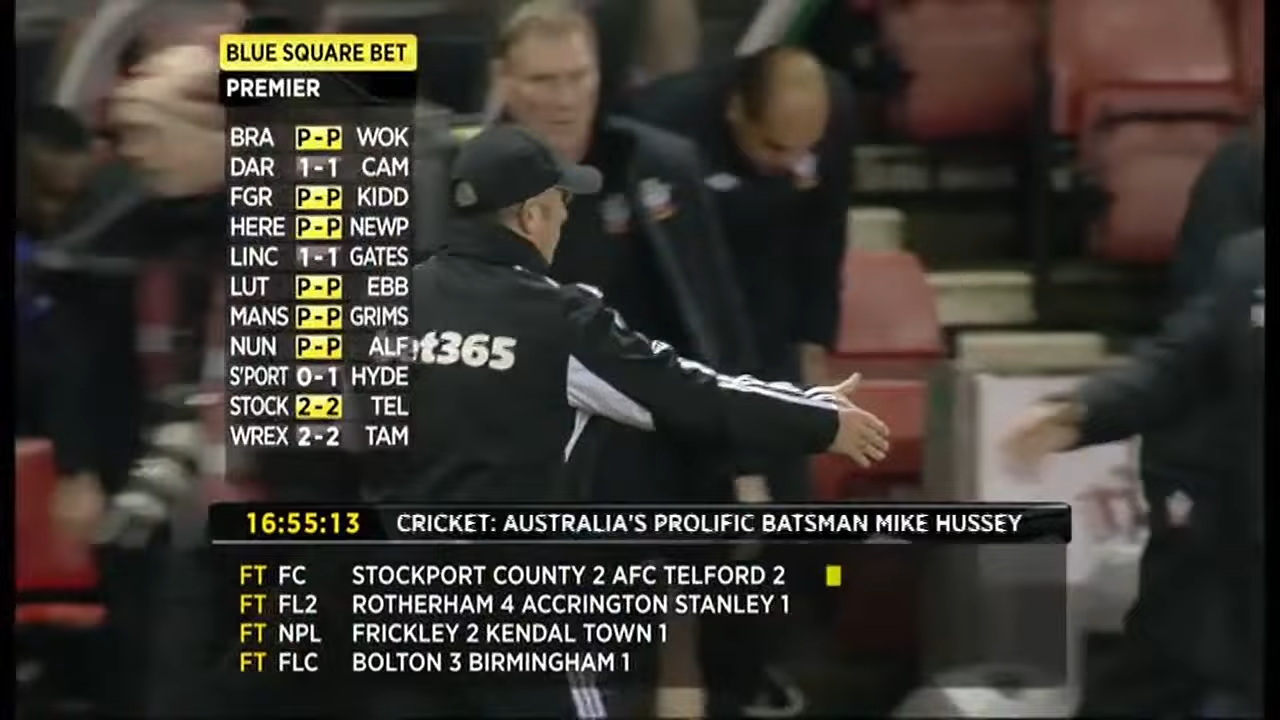 BLUE SQUARE BET
PREMIER
BRA P-P WOK
DAR 1-1 CAM
FGR P-P KIDD
HERE P-P NEWP
LINC 1-1 GATES
LUT P-P EBB
MANS P-P GRIMS
NUN P-P ALF
S'PORT 0-1 HYDE
STOCK 2-2 TEL
WREX 2-2 TAM
t365
16:55:13 CRICKET: AUSTRALIA'S PROLIFIC BATSMAN MIKE HUSSEY
FT FC STOCKPORT COUNTY 2 AFC TELFORD 2
FT FL2 ROTHERHAM 4 ACCRINGTON STANLEY 1
FT NPL FRICKLEY 2 KENDAL TOWN 1
FT FLC BOLTON 3 BIRMINGHAM 1